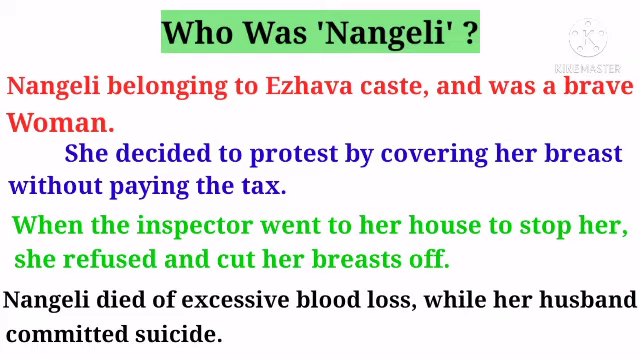 Who Was 'Nangeli' ?
KINEMASTER
Nangeli belonging to Ezhava caste, and was a brave
Woman.
She decided to protest by covering her breast
without paying the tax.
When the inspector went to her house to stop her,
she refused and cut her breasts off.
Nangeli died of excessive blood loss, while her husband
committed suicide.